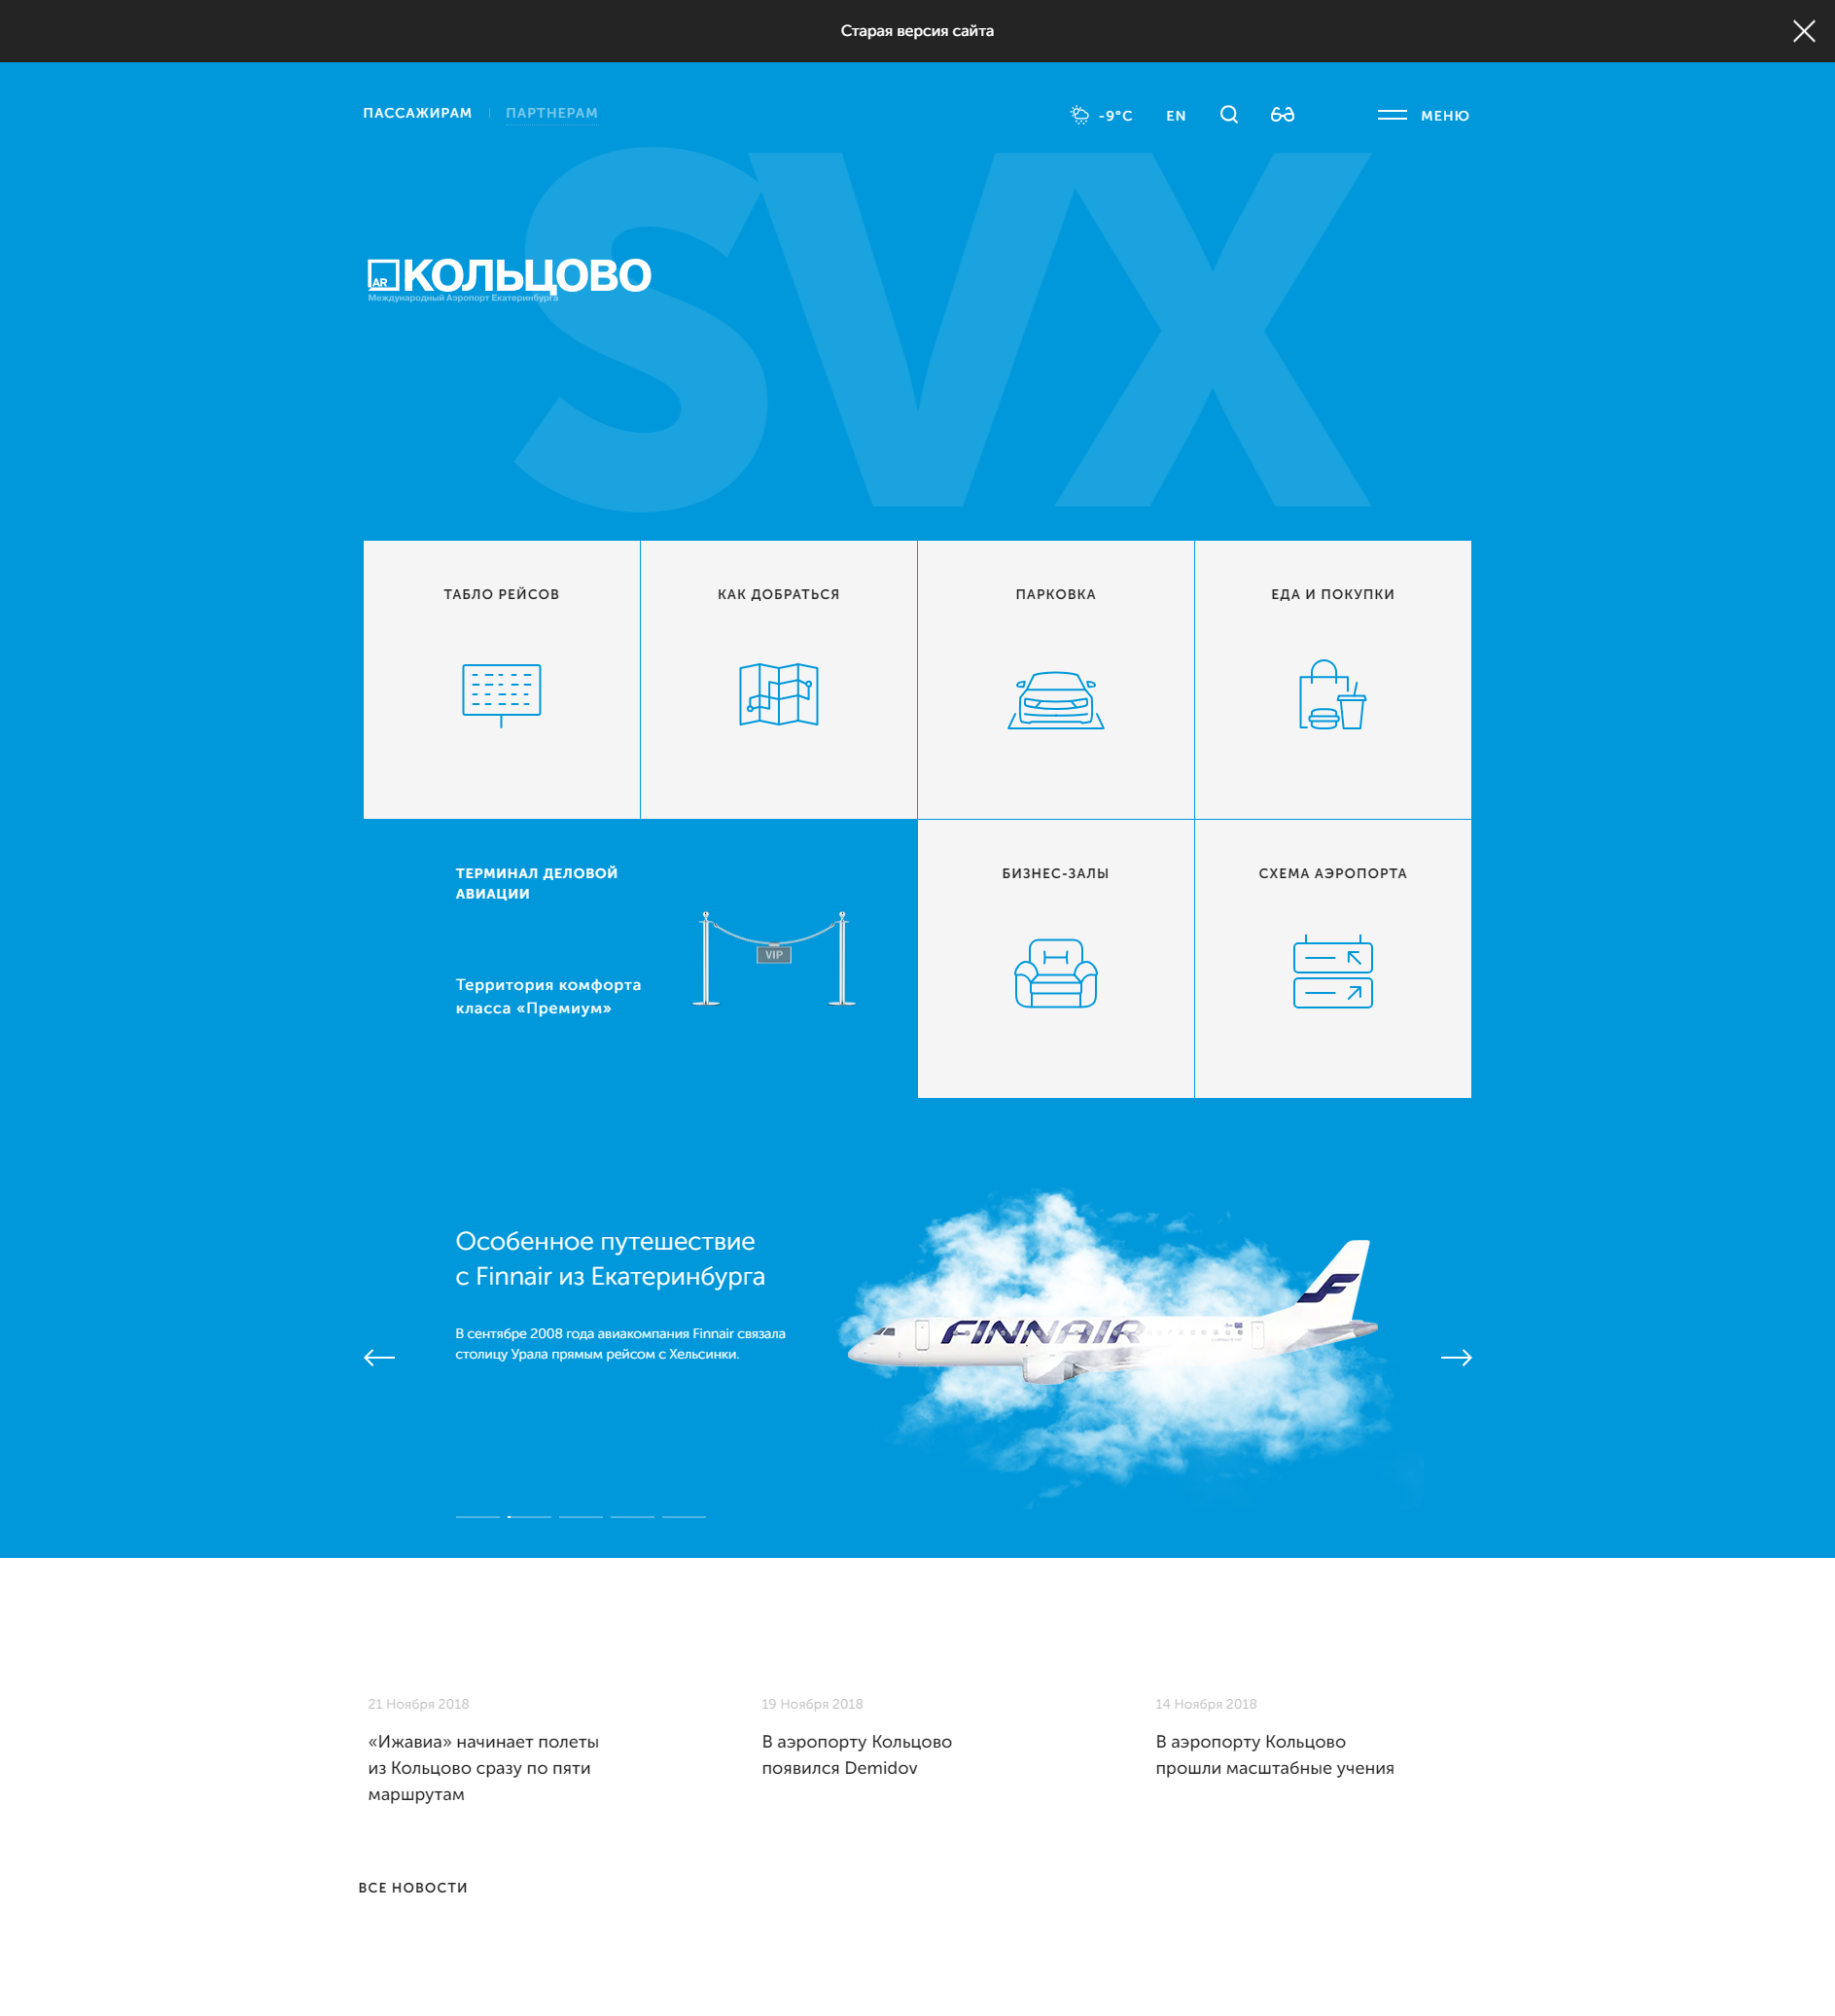 Старая версия сайта
ПАССАЖИРАМ
ПАРТНЕРАМ
-9°C
EN
МЕНЮ
SVX
AR
КОЛЬЦОВО
Международный Аэропорт Екатеринбурга
ТАБЛО РЕЙСОВ
КАК ДОБРАТЬСЯ
ПАРКОВКА
ЕДА И ПОКУПКИ
ТЕРМИНАЛ ДЕЛОВОЙ
АВИАЦИИ
VIP
Территория комфорта
класса «Премиум»
БИЗНЕС-ЗАЛЫ
СХЕМА АЭРОПОРТА
Особенное путешествие
с Finnair из Екатеринбурга
В сентябре 2008 года авиакомпания Finnair связала
столицу Урала прямым рейсом с Хельсинки.
FINNAIR
21 Ноября 2018
«Ижавиа» начинает полеты
из Кольцово сразу по пяти
маршрутам
19 Ноября 2018
В аэропорту Кольцово
появился Demidov
14 Ноября 2018
В аэропорту Кольцово
прошли масштабные учения
ВСЕ НОВОСТИ